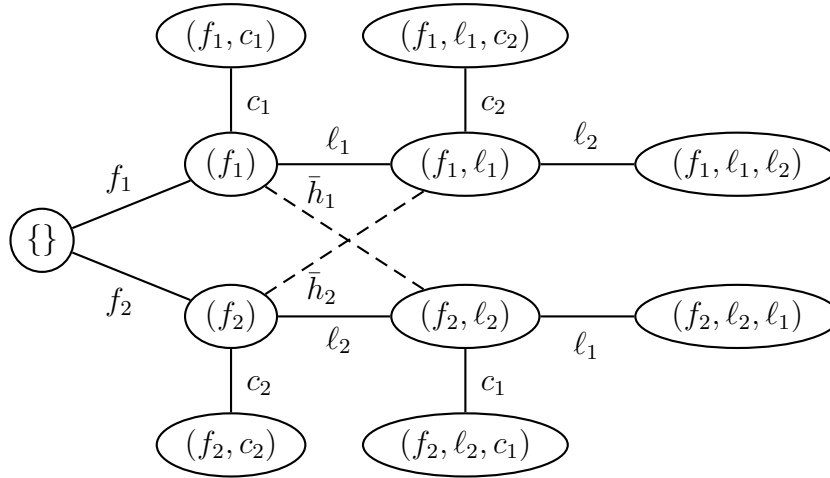 (f₁, c₁) (f₁, ℓ₁, c₂)
c₁ c₂
f₁ (f₁) ℓ₁ (f₁, ℓ₁) ℓ₂ (f₁, ℓ₁, ℓ₂)
h̄₁
{}
h̄₂
f₂ (f₂) ℓ₂ (f₂, ℓ₂) ℓ₁ (f₂, ℓ₂, ℓ₁)
c₂ c₁
(f₂, c₂) (f₂, ℓ₂, c₁)